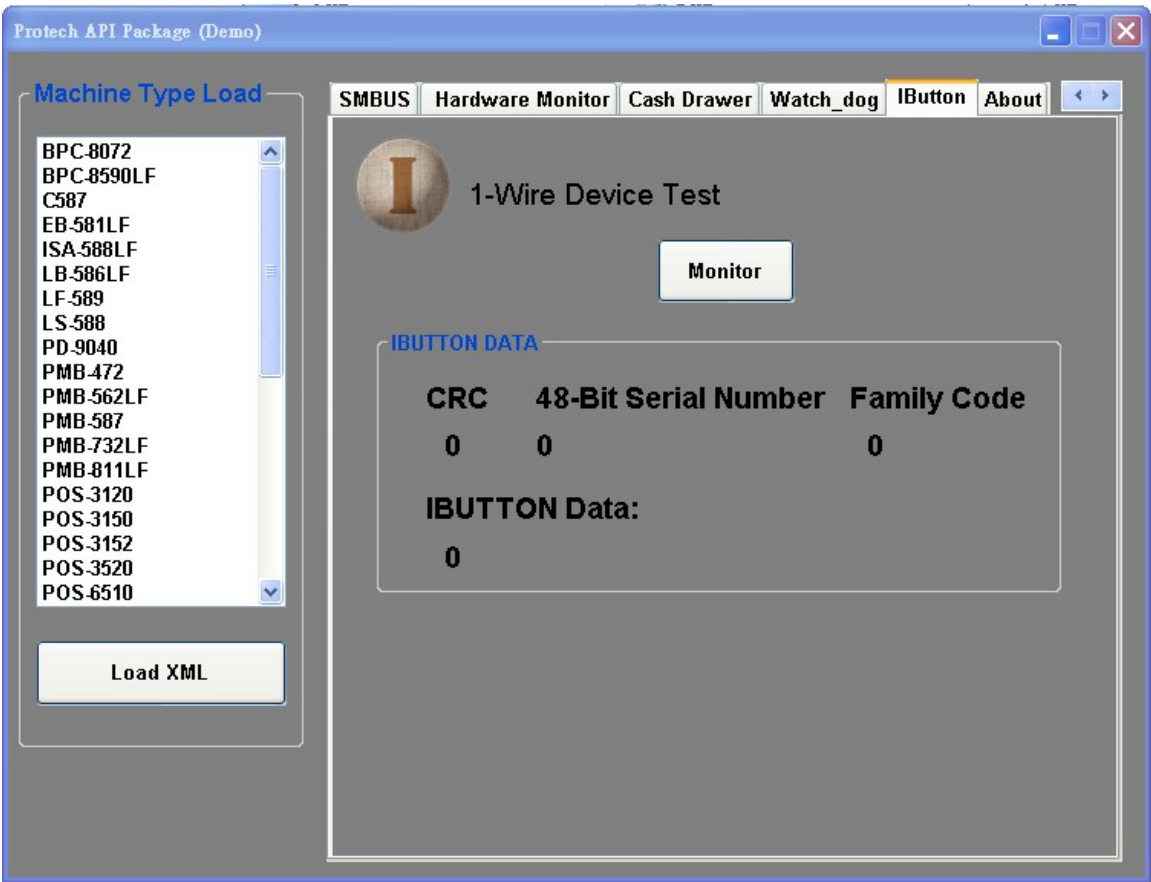 Protech API Package (Demo)
Machine Type Load
BPC-8072
BPC-8590LF
C587
EB-581LF
ISA-588LF
LB-586LF
LF-589
LS-588
PD-9040
PMB-472
PMB-562LF
PMB-587
PMB-732LF
PMB-811LF
POS-3120
POS-3150
POS-3152
POS-3520
POS-6510
Load XML
SMBUS Hardware Monitor Cash Drawer Watch_dog IButton About
I 1-Wire Device Test
Monitor
IBUTTON DATA
CRC 48-Bit Serial Number Family Code
0 0 0
IBUTTON Data:
0